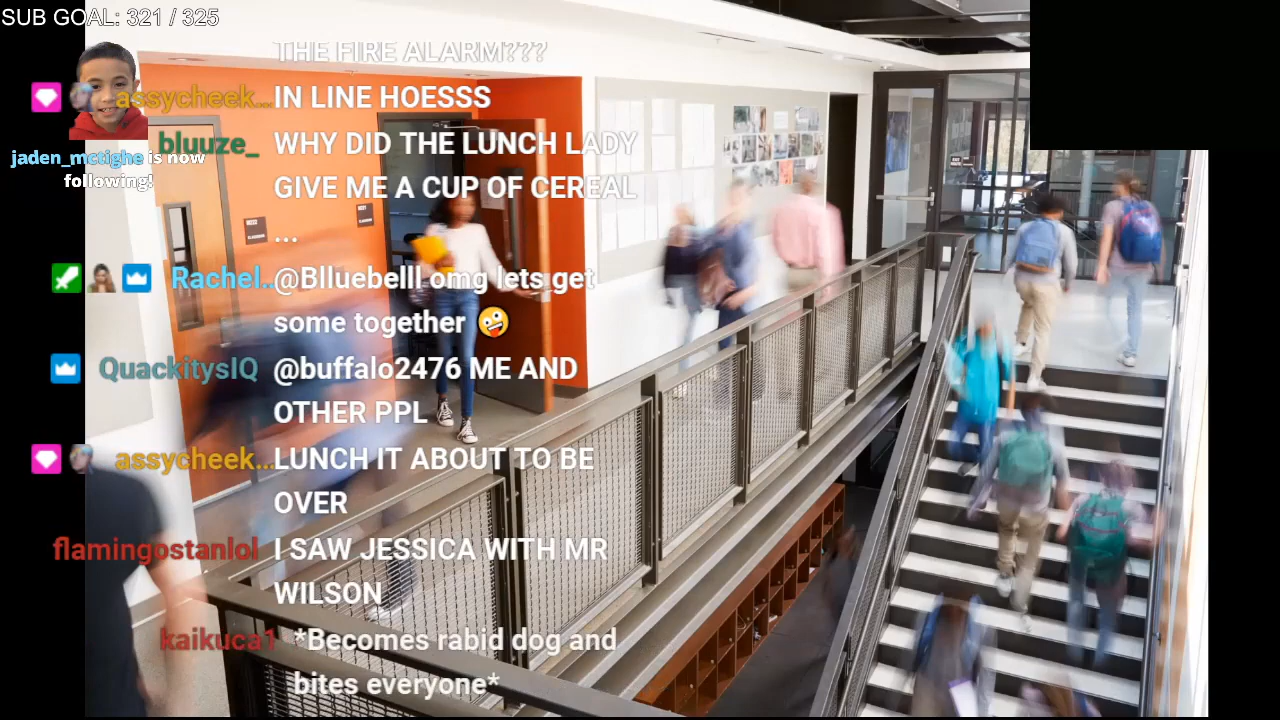 SUB GOAL: 321 / 325
THE FIRE ALARM???
assycheek... IN LINE HOESSS
jaden_mctighe is now
following!
bluuze_ WHY DID THE LUNCH LADY
GIVE ME A CUP OF CEREAL
...
Rachel.. @Blluebelll omg lets get
some together 🤪
QuackitysIQ @buffalo2476 ME AND
OTHER PPL
assycheek... LUNCH IT ABOUT TO BE
OVER
flamingostanlol I SAW JESSICA WITH MR
WILSON
kaikuca1 *Becomes rabid dog and
bites everyone*